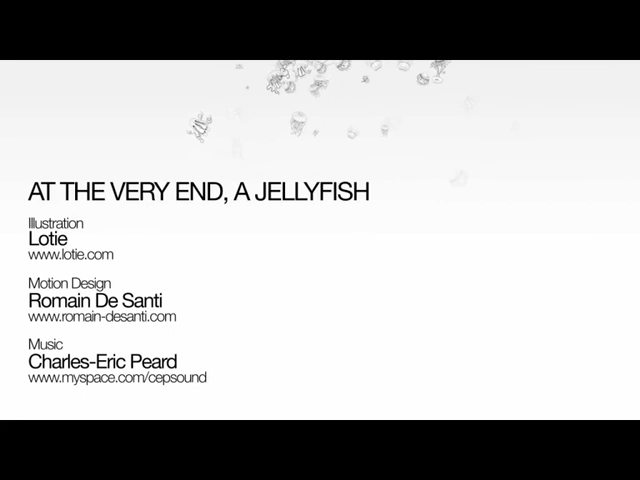 AT THE VERY END, A JELLYFISH
Illustration
Lotie
www.lotie.com
Motion Design
Romain De Santi
www.romain-desanti.com
Music
Charles-Eric Peard
www.myspace.com/cepsound